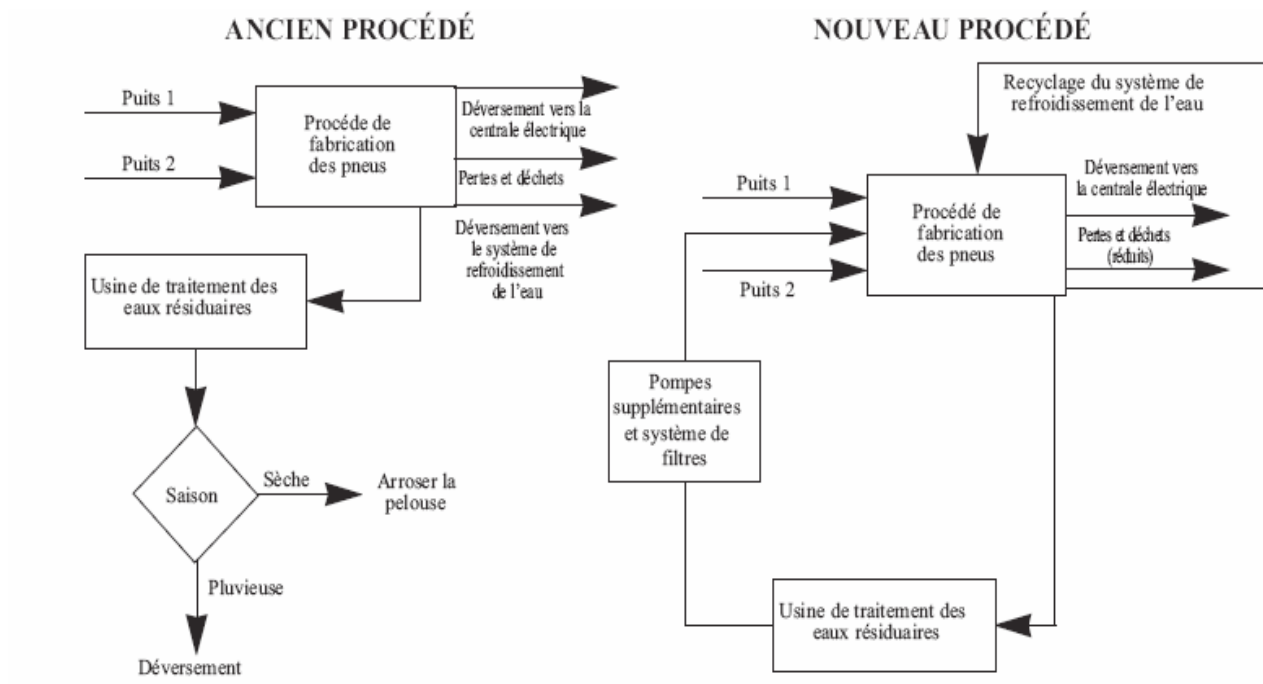 ANCIEN PROCÉDÉ
Puits 1
Puits 2
Procéde de
fabrication
des pneus
Déversement vers la
centrale électrique
Pertes et déchets
Déversement vers
le système de
refroidissement
de l'eau
Usine de traitement des
eaux résiduaires
Saison
Sèche
Arroser la
pelouse
Pluvieuse
Déversement
NOUVEAU PROCÉDÉ
Recyclage du système de
refroidissement de l'eau
Puits 1
Puits 2
Procédé de
fabrication
des pneus
Déversement vers
la centrale électrique
Pertes et déchets
(réduits)
Pompes
supplémentaires
et système de
filtres
Usine de traitement des
eaux résiduaires